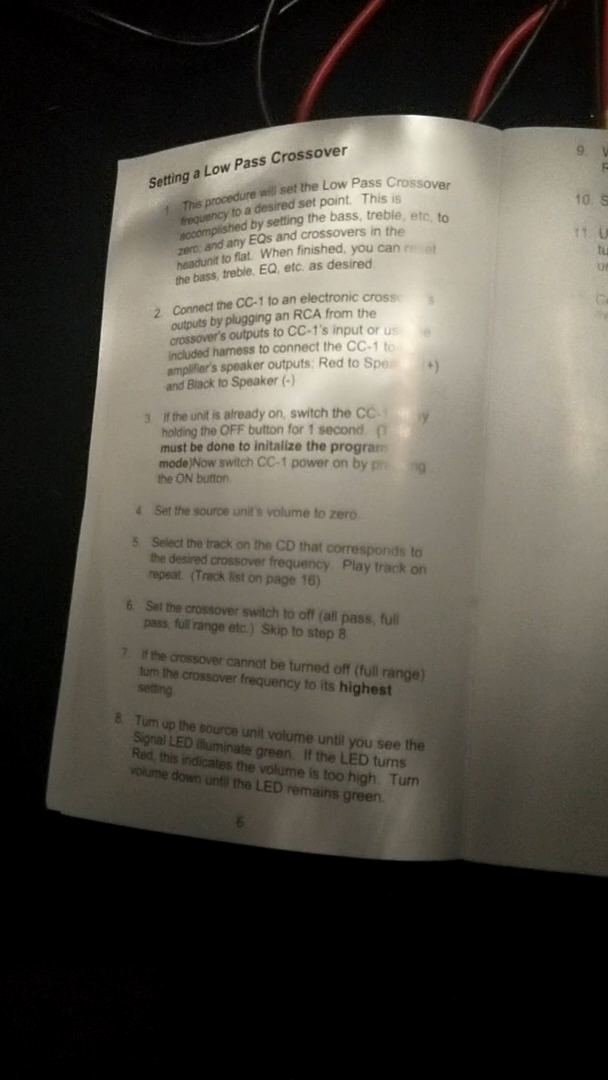 Setting a Low Pass Crossover
1. This procedure will set the Low Pass Crossover
frequency to a desired set point. This is
accomplished by setting the bass, treble, etc, to
zero, and any EQs and crossovers in the
headunit to flat. When finished, you can reset
the bass, treble, EQ, etc. as desired.
2. Connect the CC-1 to an electronic
outputs by plugging an RCA from the
crossover's outputs to CC-1's input or
included harness to connect the CC-1 to
amplifier's speaker outputs; Red to +)
and Black to Speaker (-)
3. If the unit is already on, switch the
holding the OFF button for 1 second.
must be done to initalize the program
mode)Now switch CC-1 power on by
the ON button.
4. Set the source unit's volume to zero.
5. Select the track on the CD that corresponds to
the desired crossover frequency. Play track on
repeat. (Track list on page 16)
6. Set the crossover switch to off (all pass, full
pass, full range etc.) Skip to step 8.
7. If the crossover cannot be turned off (full range)
turn the crossover frequency to its highest
setting.
8. Turn up the source unit volume until you see the
Signal LED illuminate green. If the LED turns
Red, this indicates the volume is too high. Turn
volume down until the LED remains green.
6
9.
10. S
11. U